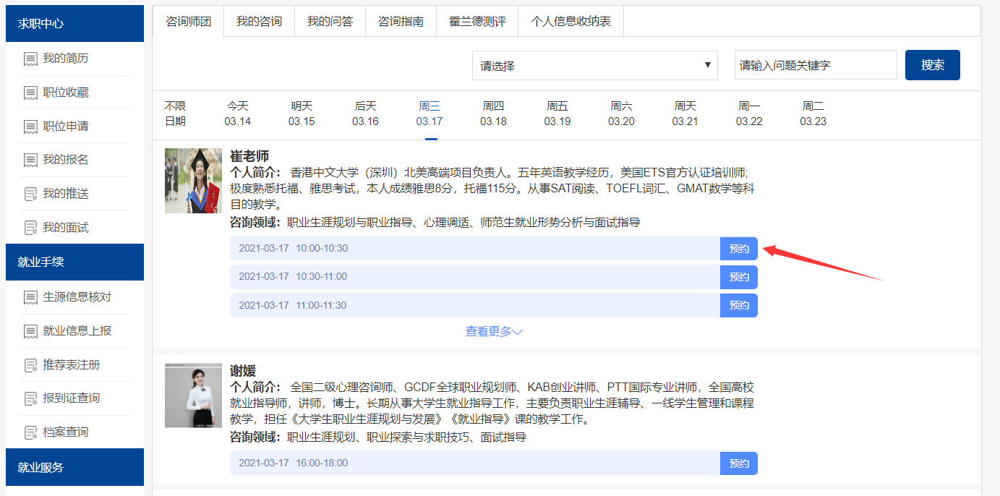 求职中心
我的简历
职位收藏
职位申请
我的报名
我的推送
我的面试
就业手续
生源信息核对
就业信息上报
推荐表注册
报到证查询
档案查询
就业服务
咨询师团 我的咨询 我的问答 咨询指南 霍兰德测评 个人信息收纳表
请选择 请输入问题关键字 搜索
不限 今天 明天 后天 周三 周四 周五 周六 周天 周一 周二
日期 03.14 03.15 03.16 03.17 03.18 03.19 03.20 03.21 03.22 03.23
崔老师
个人简介： 香港中文大学（深圳）北美高端项目负责人。五年英语教学经历，美国ETS官方认证培训师;
极度熟悉托福、雅思考试，本人成绩雅思8分，托福115分。从事SAT阅读、TOEFL词汇、GMAT数学等科
目的教学。
咨询领域：职业生涯规划与职业指导、心理调适、师范生就业形势分析与面试指导
2021-03-17 10:00-10:30 预约
2021-03-17 10:30-11:00 预约
2021-03-17 11:00-11:30 预约
查看更多
谢媛
个人简介： 全国二级心理咨询师、GCDF全球职业规划师、KAB创业讲师、PTT国际专业讲师，全国高校
就业指导师，讲师，博士。长期从事大学生就业指导工作，主要负责职业生涯辅导、一线学生管理和课程
教学，担任《大学生职业生涯规划与发展》《就业指导》课的教学工作。
咨询领域：职业生涯规划、职业探索与求职技巧、面试指导
2021-03-17 16:00-18:00 预约